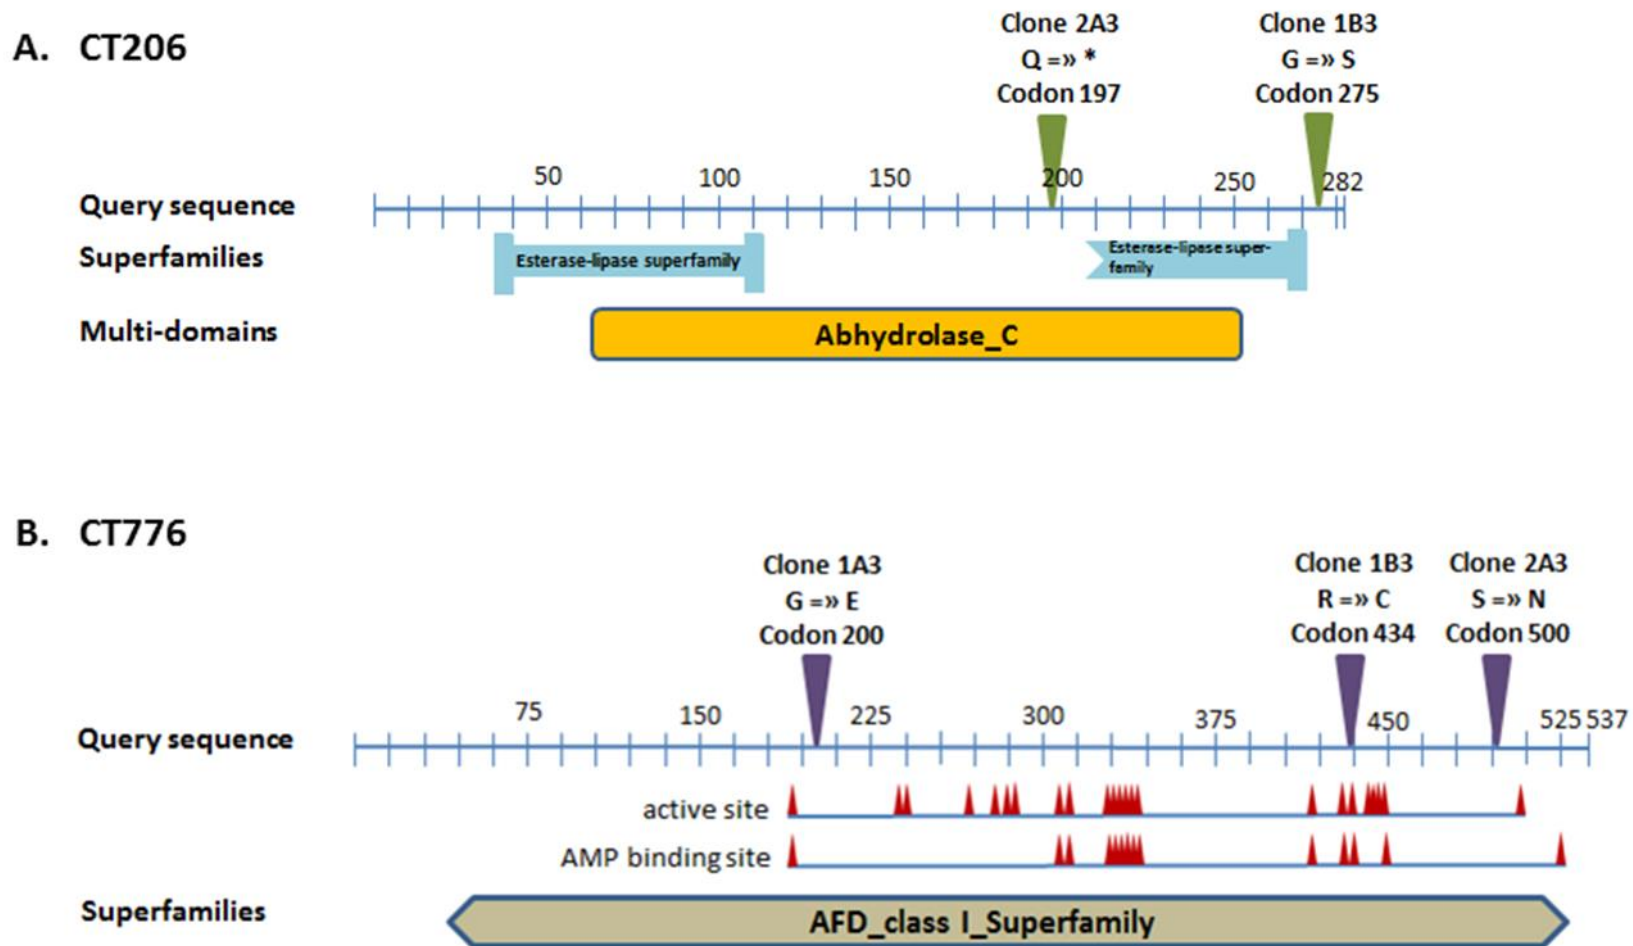 A. CT206
Clone 2A3
Q =» *
Codon 197
Clone 1B3
G =» S
Codon 275
50 100 150 200 250 282
Query sequence
Superfamilies
Esterase-lipase superfamily
Esterase-lipase super-
family
Multi-domains
Abhydrolase_C
B. CT776
Clone 1A3
G =» E
Codon 200
Clone 1B3
R =» C
Codon 434
Clone 2A3
S =» N
Codon 500
75 150 225 300 375 450 525 537
Query sequence
active site
AMP binding site
Superfamilies
AFD_class I_Superfamily